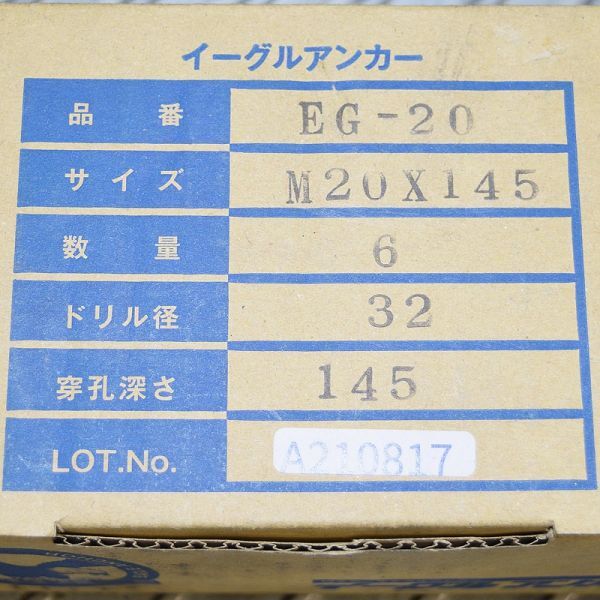 イーグルアンカー
品番 EG-20
サイズ M20X145
数量 6
ドリル径 32
穿孔深さ 145
LOT.No. A210817